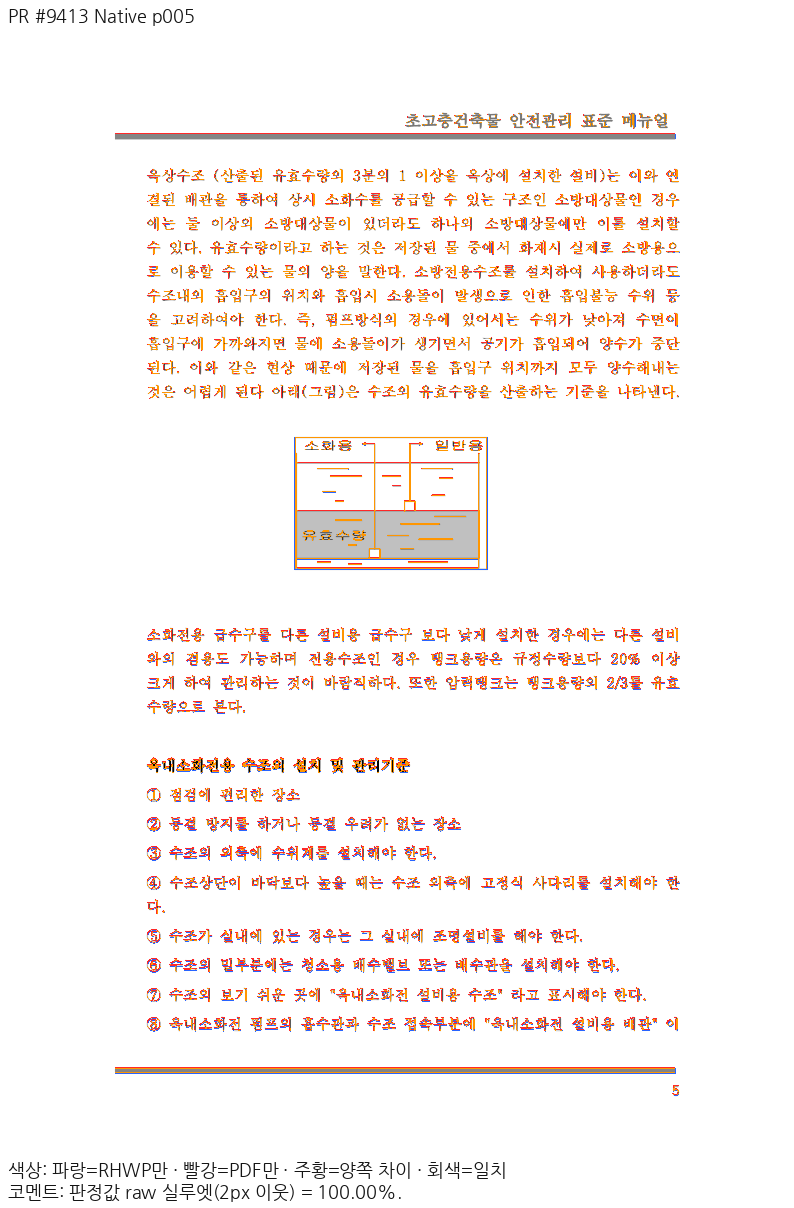 PR #9413 Native p005
초고층건축물 안전관리 표준 메뉴얼
옥상수조 (산출된 유효수량의 3분의 1 이상을 옥상에 설치한 설비)는 이와 연
결된 배관을 통하여 상시 소화수를 공급할 수 있는 구조인 소방대상물인 경우
에는 둘 이상의 소방대상물이 있더라도 하나의 소방대상물에만 이를 설치할
수 있다. 유효수량이라고 하는 것은 저장된 물 중에서 화재시 실제로 소방용으
로 이용할 수 있는 물의 양을 말한다. 소방전용수조를 설치하여 사용하더라도
수조내의 흡입구의 위치와 흡입시 소용돌이 발생으로 인한 흡입불능 수위 등
을 고려하여야 한다. 즉, 펌프방식의 경우에 있어서는 수위가 낮아져 수면이
흡입구에 가까와지면 물에 소용돌이가 생기면서 공기가 흡입되어 양수가 중단
된다. 이와 같은 현상 때문에 저장된 물을 흡입구 위치까지 모두 양수해내는
것은 어렵게 된다 아래(그림)은 수조의 유효수량을 산출하는 기준을 나타낸다.
소화용 일반용
유효수량
소화전용 급수구를 다른 설비용 급수구 보다 낮게 설치한 경우에는 다른 설비
와의 겸용도 가능하며 전용수조인 경우 탱크용량은 규정수량보다 20% 이상
크게 하여 관리하는 것이 바람직하다. 또한 압력탱크는 탱크용량의 2/3를 유효
수량으로 본다.
옥내소화전용 수조의 설치 및 관리기준
① 점검에 편리한 장소
② 동결 방지를 하거나 동결 우려가 없는 장소
③ 수조의 외측에 수위계를 설치해야 한다.
④ 수조상단이 바닥보다 높을 때는 수조 외측에 고정식 사다리를 설치해야 한
다.
⑤ 수조가 실내에 있는 경우는 그 실내에 조명설비를 해야 한다.
⑥ 수조의 밑부분에는 청소용 배수밸브 또는 배수관을 설치해야 한다.
⑦ 수조의 보기 쉬운 곳에 "옥내소화전 설비용 수조" 라고 표시해야 한다.
⑧ 옥내소화전 펌프의 흡수관과 수조 접속부분에 "옥내소화전 설비용 배관" 이
5
색상: 파랑=RHWP만 · 빨강=PDF만 · 주황=양쪽 차이 · 회색=일치
코멘트: 판정값 raw 실루엣(2px 이웃) = 100.00%.